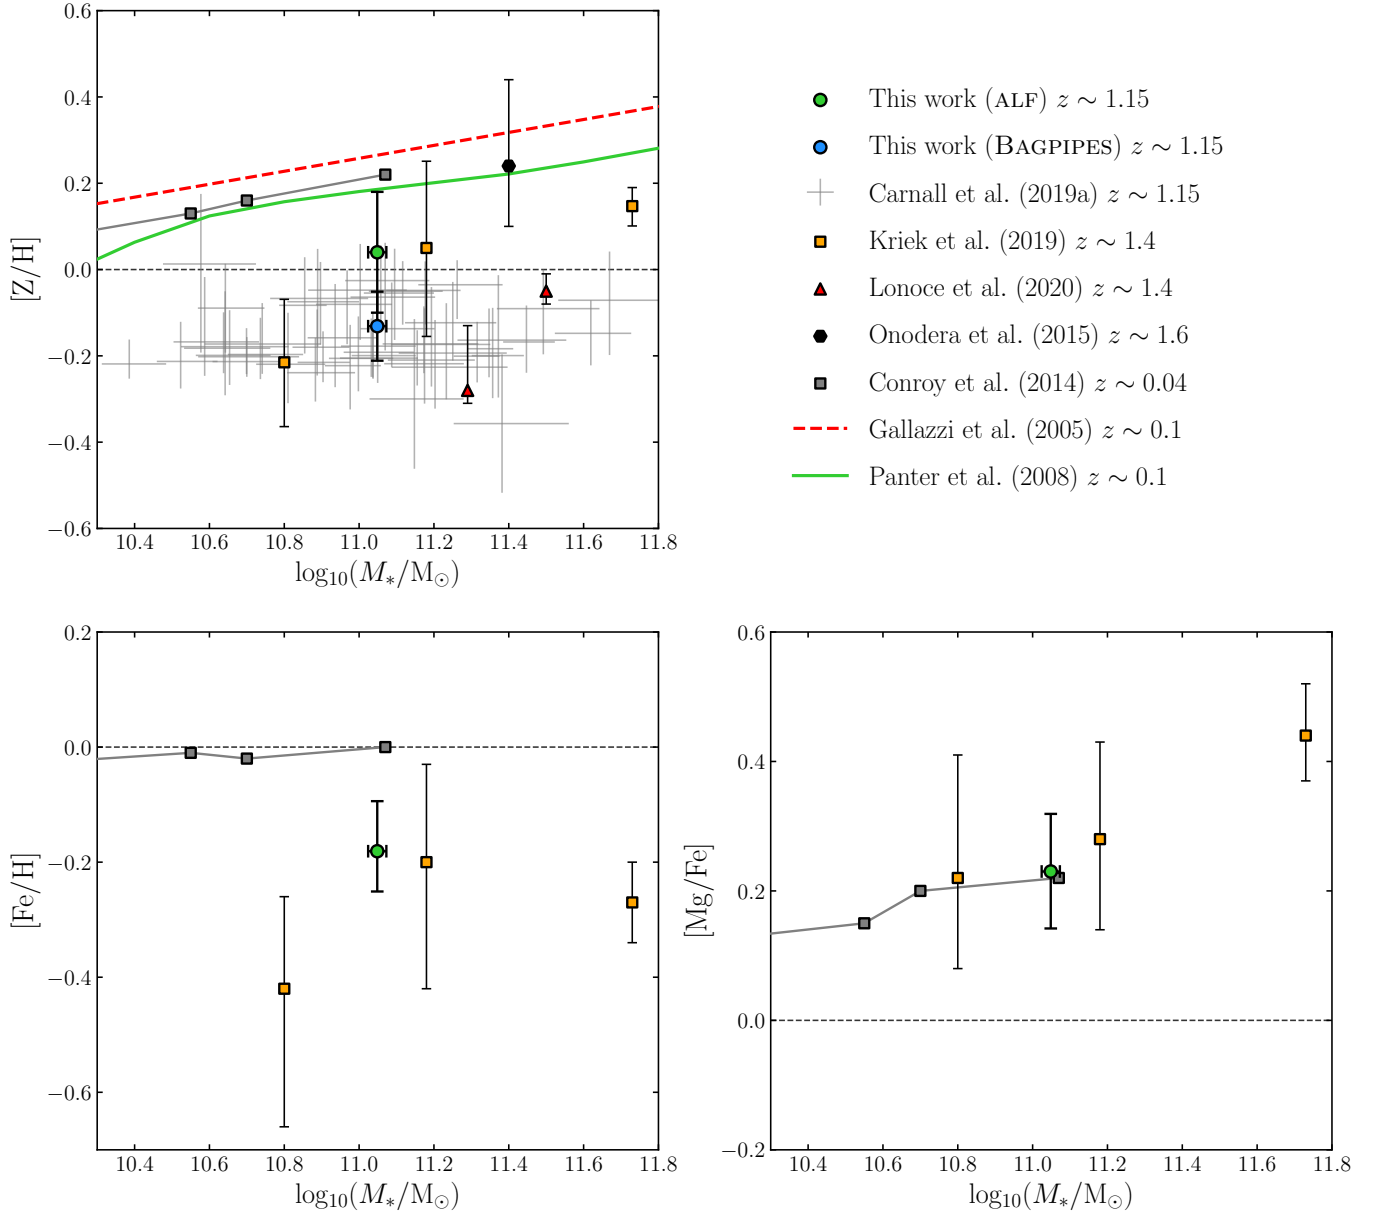 0.6
0.4
0.2
0.0
−0.2
−0.4
−0.6
[Z/H]
10.4 10.6 10.8 11.0 11.2 11.4 11.6 11.8
log10(M*/M⊙)
This work (ALF) z ∼ 1.15
This work (BAGPIPES) z ∼ 1.15
Carnall et al. (2019a) z ∼ 1.15
Kriek et al. (2019) z ∼ 1.4
Lonoce et al. (2020) z ∼ 1.4
Onodera et al. (2015) z ∼ 1.6
Conroy et al. (2014) z ∼ 0.04
Gallazzi et al. (2005) z ∼ 0.1
Panter et al. (2008) z ∼ 0.1
0.2
0.0
−0.2
−0.4
−0.6
[Fe/H]
10.4 10.6 10.8 11.0 11.2 11.4 11.6 11.8
log10(M*/M⊙)
0.6
0.4
0.2
0.0
−0.2
[Mg/Fe]
10.4 10.6 10.8 11.0 11.2 11.4 11.6 11.8
log10(M*/M⊙)